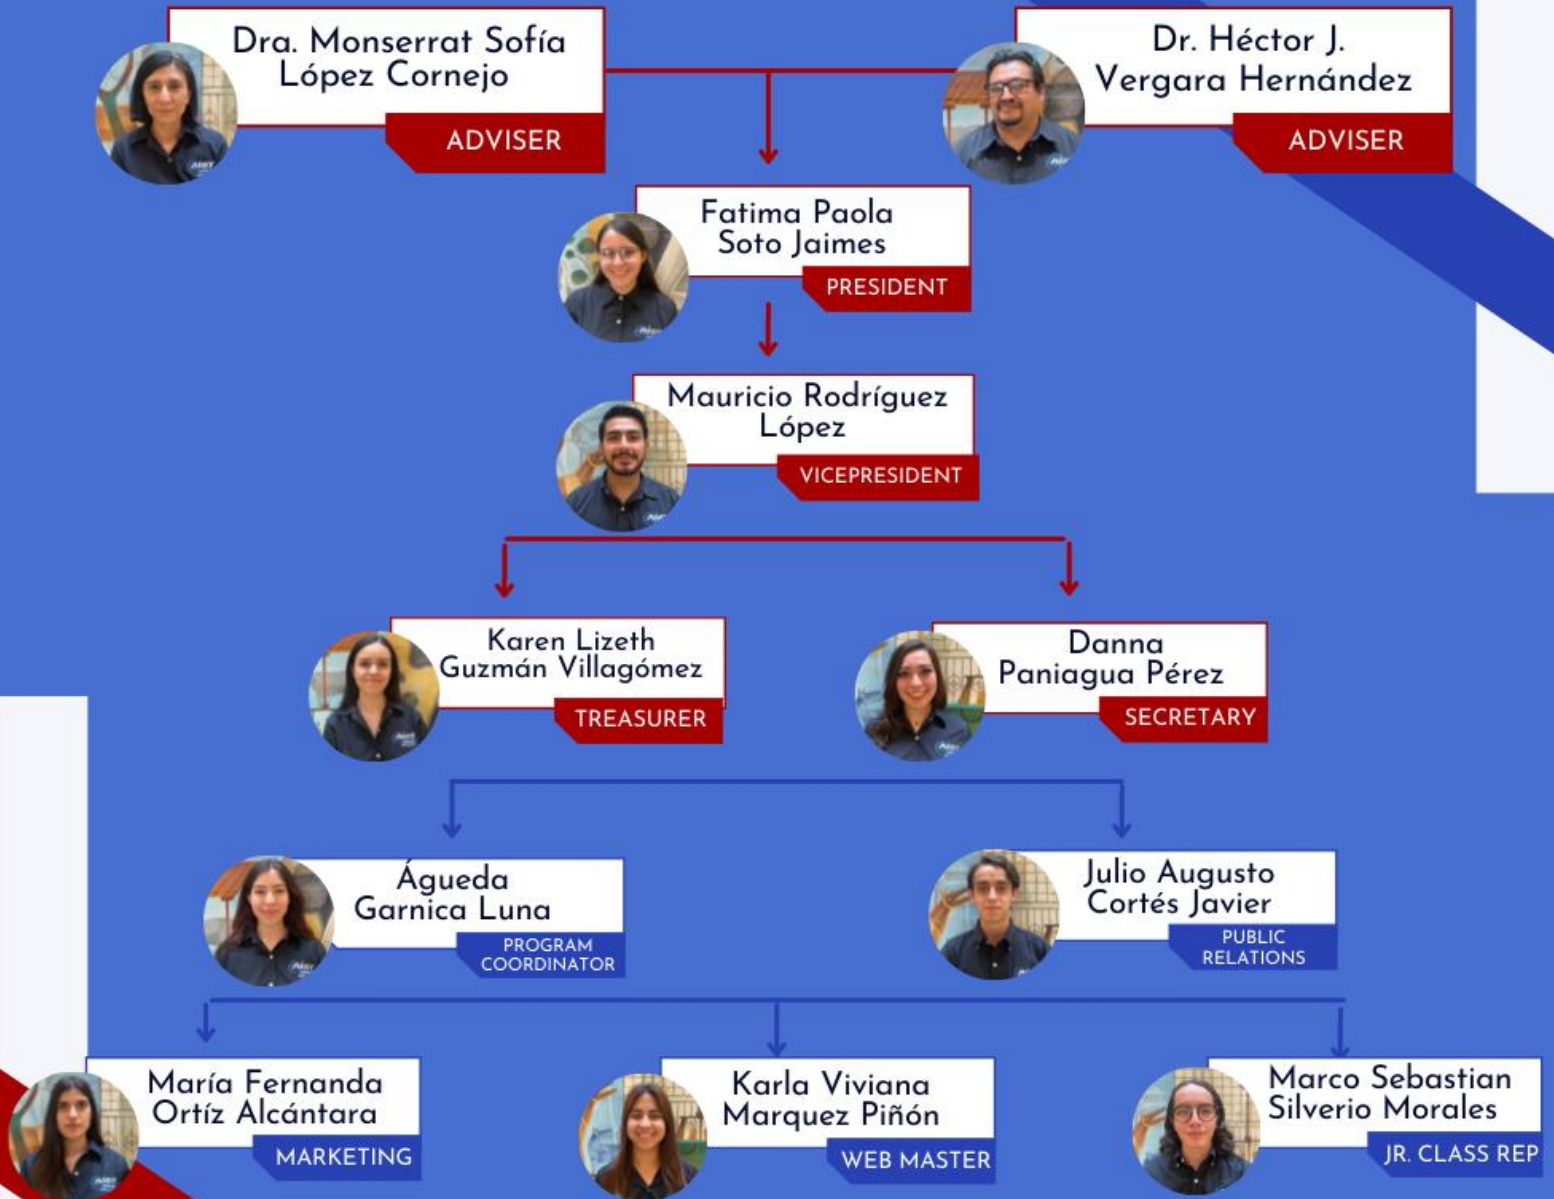 Dra. Monserrat Sofía
López Cornejo
ADVISER
Dr. Héctor J.
Vergara Hernández
ADVISER
Fatima Paola
Soto Jaimes
PRESIDENT
Mauricio Rodríguez
López
VICEPRESIDENT
Karen Lizeth
Guzmán Villagómez
TREASURER
Danna
Paniagua Pérez
SECRETARY
Águeda
Garnica Luna
PROGRAM
COORDINATOR
Julio Augusto
Cortés Javier
PUBLIC
RELATIONS
María Fernanda
Ortíz Alcántara
MARKETING
Karla Viviana
Marquez Piñón
WEB MASTER
Marco Sebastian
Silverio Morales
JR. CLASS REP